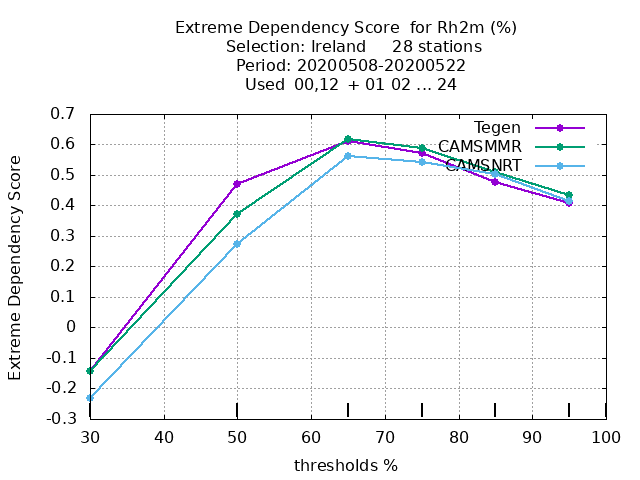 Extreme Dependency Score  for Rh2m (%)
Selection: Ireland     28 stations
Period: 20200508-20200522
Used  00,12  + 01 02 ... 24
Extreme Dependency Score
0.7
0.6
0.5
0.4
0.3
0.2
0.1
0
-0.1
-0.2
-0.3
Tegen
CAMSMMR
CAMSNRT
30 40 50 60 70 80 90 100
thresholds %